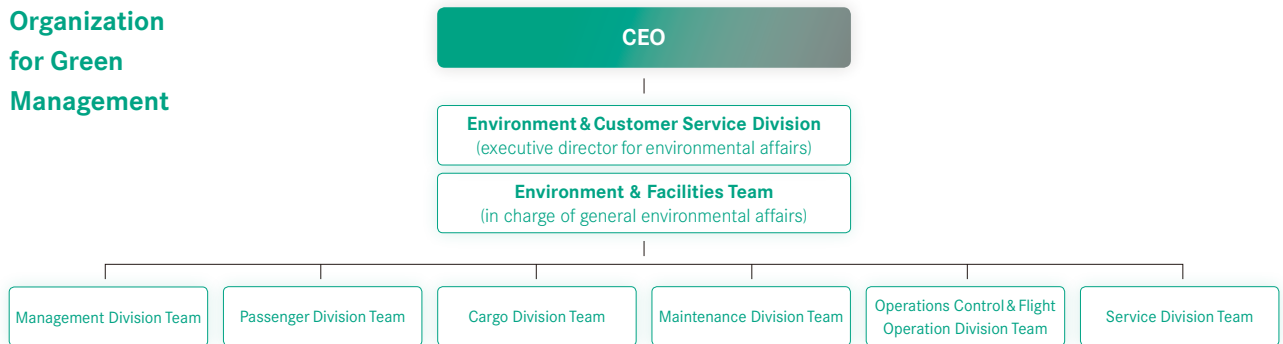 Organization
for Green
Management
CEO
Environment & Customer Service Division
(executive director for environmental affairs)
Environment & Facilities Team
(in charge of general environmental affairs)
Management Division Team
Passenger Division Team
Cargo Division Team
Maintenance Division Team
Operations Control & Flight
Operation Division Team
Service Division Team